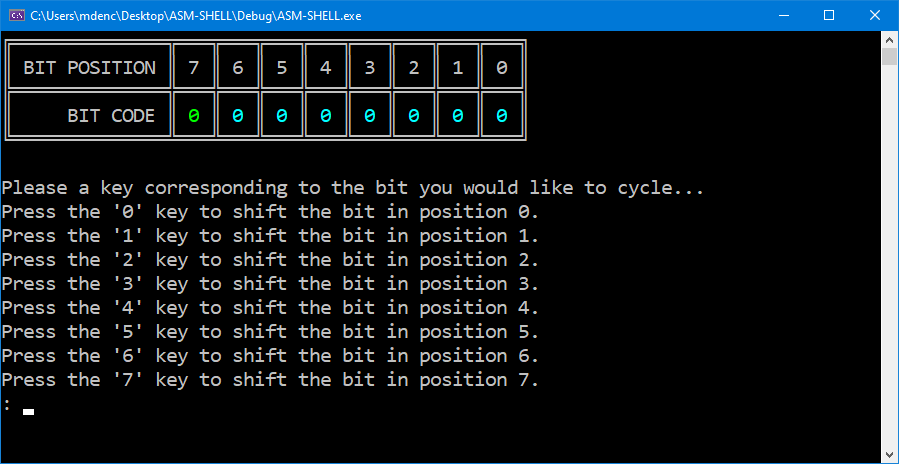 C:\Users\mdenc\Desktop\ASM-SHELL\Debug\ASM-SHELL.exe
BIT POSITION 7 6 5 4 3 2 1 0
BIT CODE 0 0 0 0 0 0 0 0
Please a key corresponding to the bit you would like to cycle...
Press the '0' key to shift the bit in position 0.
Press the '1' key to shift the bit in position 1.
Press the '2' key to shift the bit in position 2.
Press the '3' key to shift the bit in position 3.
Press the '4' key to shift the bit in position 4.
Press the '5' key to shift the bit in position 5.
Press the '6' key to shift the bit in position 6.
Press the '7' key to shift the bit in position 7.
: